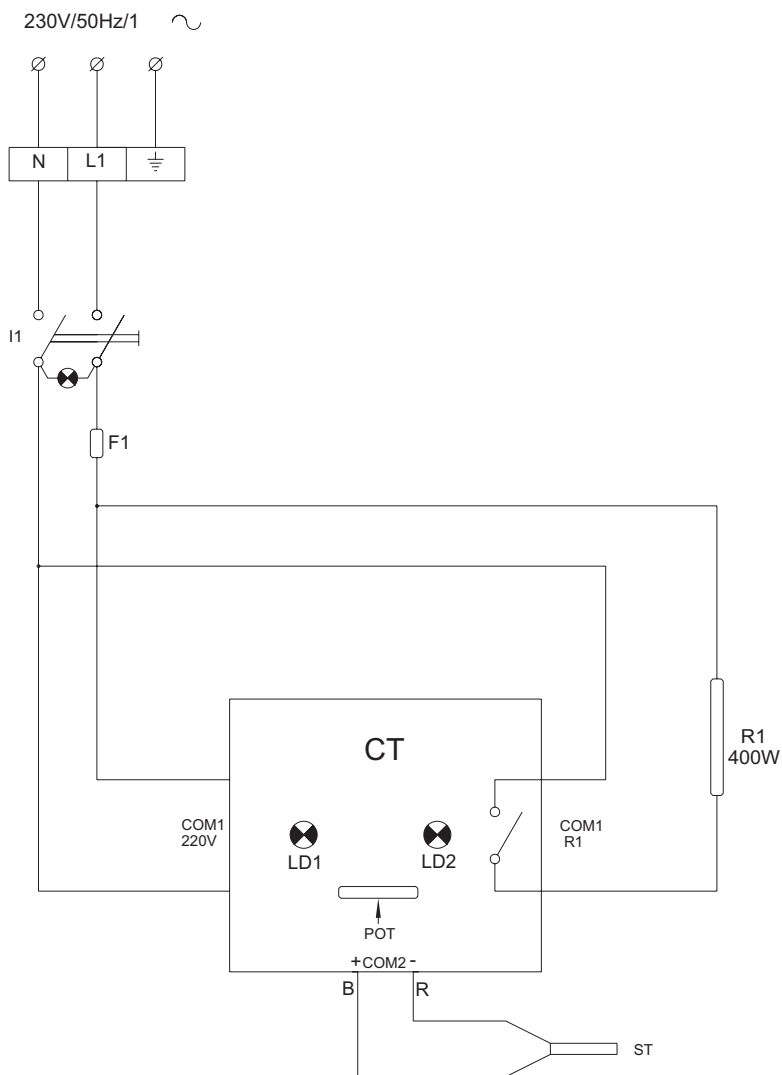 230V/50Hz/1
N L1
I1
F1
R1
400W
CT
COM1
220V
LD1
LD2
COM1
R1
POT
+COM2 -
B R
ST